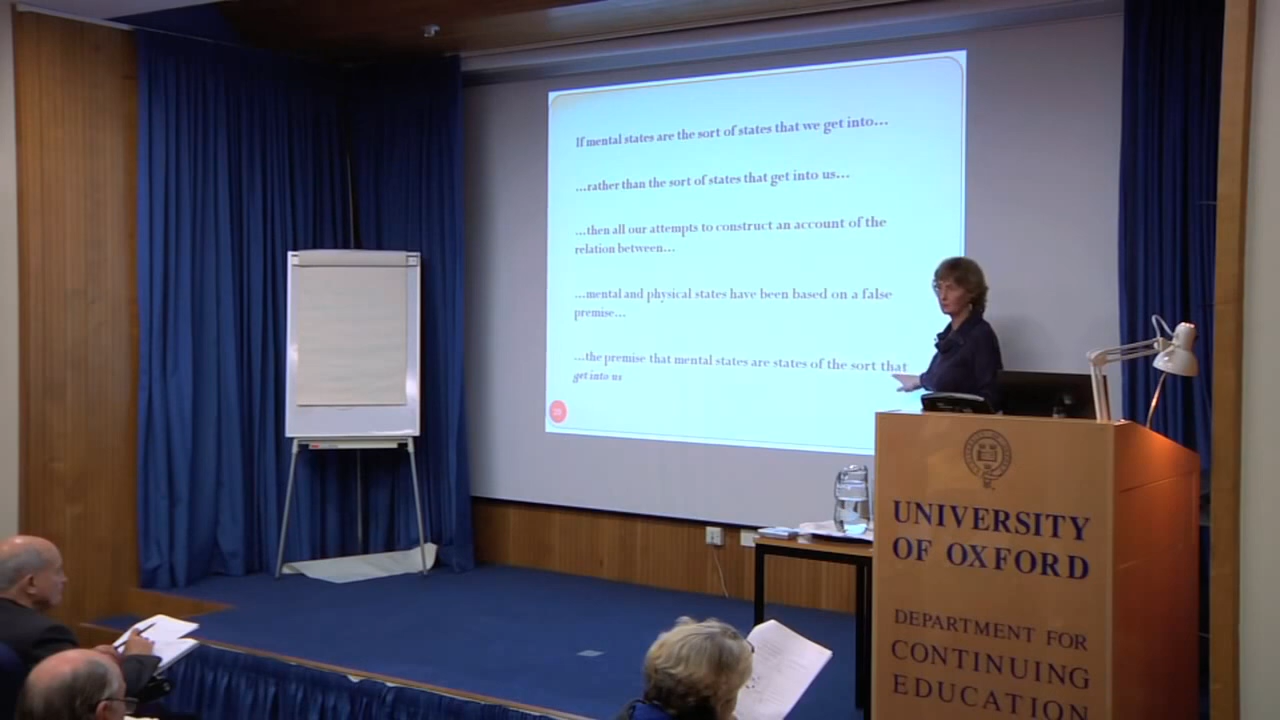 If mental states are the sort of states that we get into...
...rather than the sort of states that get into us...
...then all our attempts to construct an account of the
relation between...
...mental and physical states have been based on a false
premise...
...the premise that mental states are states of the sort that
get into us
UNIVERSITY
OF OXFORD
DEPARTMENT FOR
CONTINUING
EDUCATION